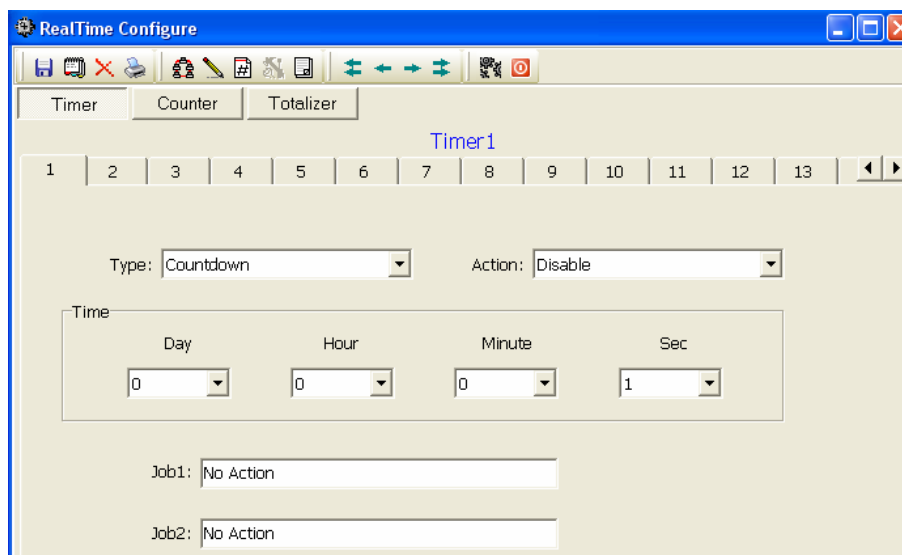 RealTime Configure
Timer Counter Totalizer
Timer1
1 2 3 4 5 6 7 8 9 10 11 12 13
Type: Countdown Action: Disable
Time
Day Hour Minute Sec
0 0 0 1
Job1: No Action
Job2: No Action